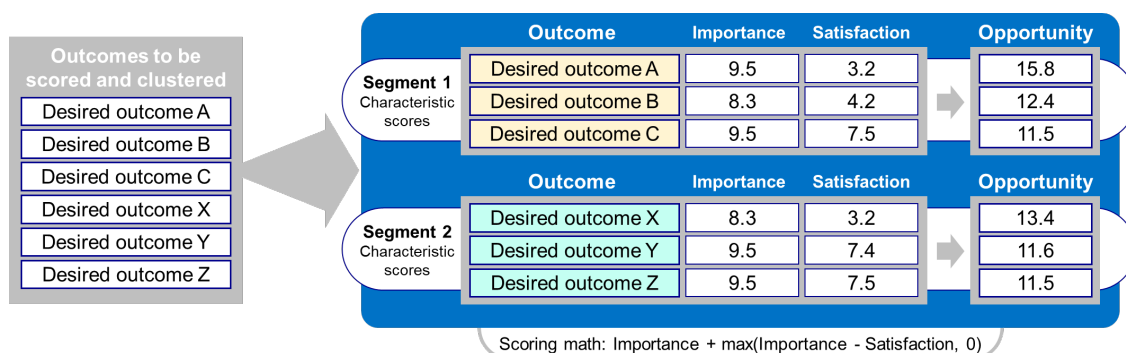 Outcomes to be
scored and clustered
Desired outcome A
Desired outcome B
Desired outcome C
Desired outcome X
Desired outcome Y
Desired outcome Z
Outcome Importance Satisfaction Opportunity
Segment 1
Characteristic
scores
Desired outcome A 9.5 3.2 15.8
Desired outcome B 8.3 4.2 12.4
Desired outcome C 9.5 7.5 11.5
Outcome Importance Satisfaction Opportunity
Segment 2
Characteristic
scores
Desired outcome X 8.3 3.2 13.4
Desired outcome Y 9.5 7.4 11.6
Desired outcome Z 9.5 7.5 11.5
Scoring math: Importance + max(Importance - Satisfaction, 0)